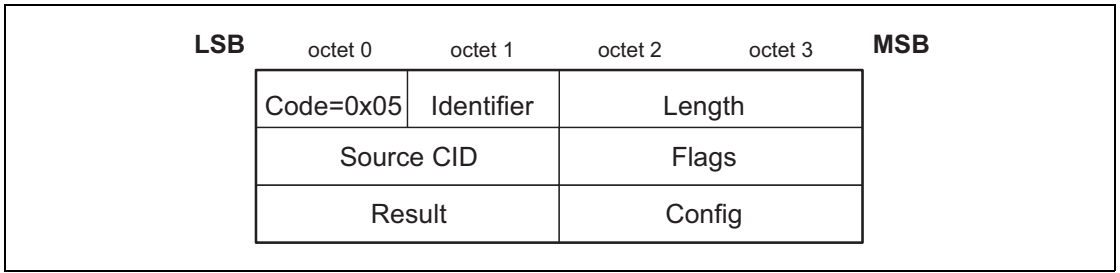 LSB octet 0 octet 1 octet 2 octet 3 MSB
Code=0x05 Identifier Length
Source CID Flags
Result Config